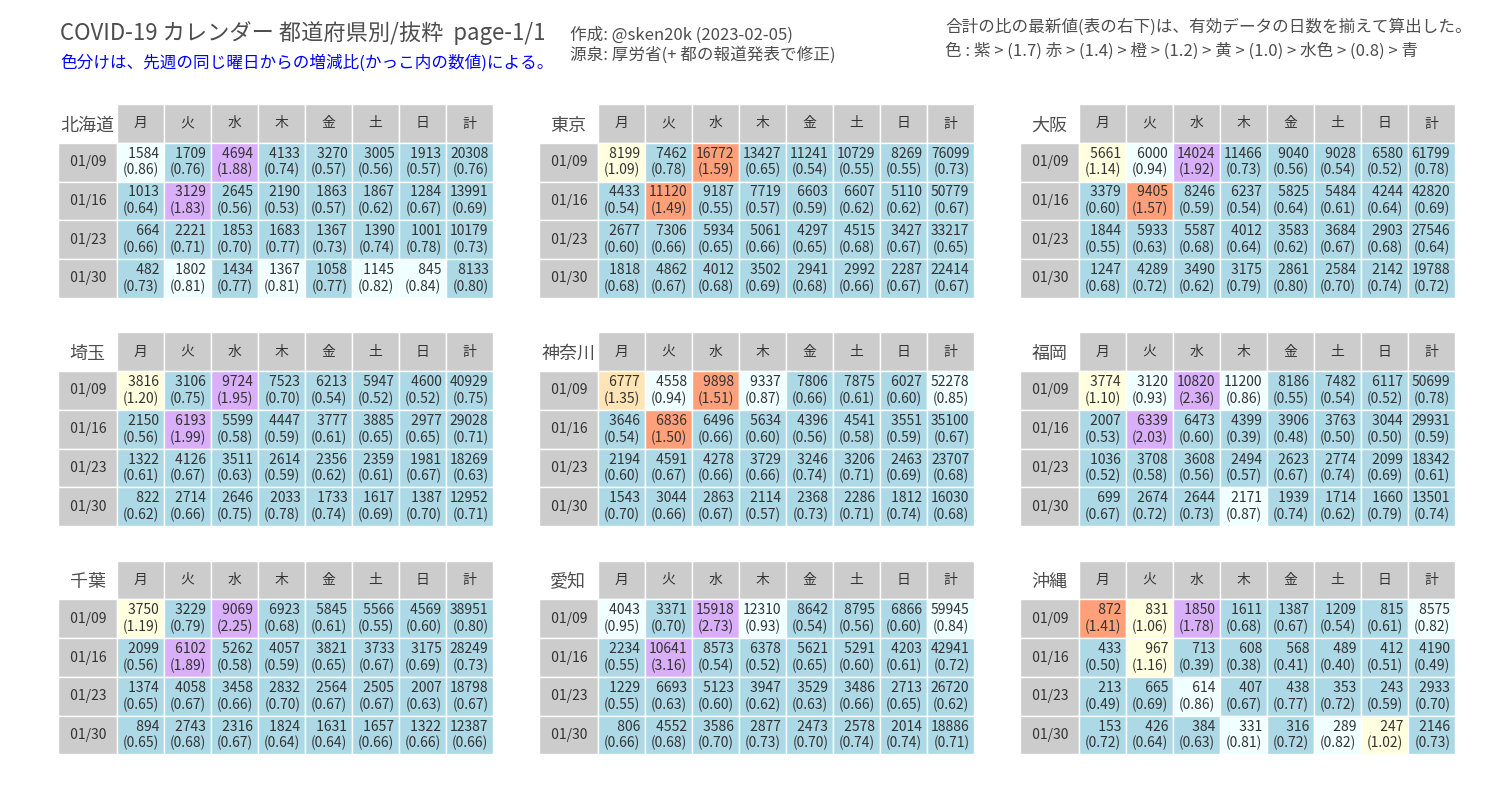 COVID-19 カレンダー 都道府県別/抜粋 page-1/1
色分けは、先週の同じ曜日からの増減比(かっこ内の数値)による。
作成: @sken20k (2023-02-05)
源泉: 厚労省(+ 都の報道発表で修正)
合計の比の最新値(表の右下)は、有効データの日数を揃えて算出した。
色 : 紫 > (1.7) 赤 > (1.4) > 橙 > (1.2) > 黄 > (1.0) > 水色 > (0.8) > 青
北海道 月 火 水 木 金 土 日 計
01/09 1584 1709 4694 4133 3270 3005 1913 20308
(0.86) (0.76) (1.88) (0.74) (0.57) (0.56) (0.57) (0.76)
01/16 1013 3129 2645 2190 1863 1867 1284 13991
(0.64) (1.83) (0.56) (0.53) (0.57) (0.62) (0.67) (0.69)
01/23 664 2221 1853 1683 1367 1390 1001 10179
(0.66) (0.71) (0.70) (0.77) (0.73) (0.74) (0.78) (0.73)
01/30 482 1802 1434 1367 1058 1145 845 8133
(0.73) (0.81) (0.77) (0.81) (0.77) (0.82) (0.84) (0.80)
東京 月 火 水 木 金 土 日 計
01/09 8199 7462 16772 13427 11241 10729 8269 76099
(1.09) (0.78) (1.59) (0.65) (0.54) (0.55) (0.55) (0.73)
01/16 4433 11120 9187 7719 6603 6607 5110 50779
(0.54) (1.49) (0.55) (0.57) (0.59) (0.62) (0.62) (0.67)
01/23 2677 7306 5934 5061 4297 4515 3427 33217
(0.60) (0.66) (0.65) (0.66) (0.65) (0.68) (0.67) (0.65)
01/30 1818 4862 4012 3502 2941 2992 2287 22414
(0.68) (0.67) (0.68) (0.69) (0.68) (0.66) (0.67) (0.67)
大阪 月 火 水 木 金 土 日 計
01/09 5661 6000 14024 11466 9040 9028 6580 61799
(1.14) (0.94) (1.92) (0.73) (0.56) (0.54) (0.52) (0.78)
01/16 3379 9405 8246 6237 5825 5484 4244 42820
(0.60) (1.57) (0.59) (0.54) (0.64) (0.61) (0.64) (0.69)
01/23 1844 5933 5587 4012 3583 3684 2903 27546
(0.55) (0.63) (0.68) (0.64) (0.62) (0.67) (0.68) (0.64)
01/30 1247 4289 3490 3175 2861 2584 2142 19788
(0.68) (0.72) (0.62) (0.79) (0.80) (0.70) (0.74) (0.72)
埼玉 月 火 水 木 金 土 日 計
01/09 3816 3106 9724 7523 6213 5947 4600 40929
(1.20) (0.75) (1.95) (0.70) (0.54) (0.52) (0.52) (0.75)
01/16 2150 6193 5599 4447 3777 3885 2977 29028
(0.56) (1.99) (0.58) (0.59) (0.61) (0.65) (0.65) (0.71)
01/23 1322 4126 3511 2614 2356 2359 1981 18269
(0.61) (0.67) (0.63) (0.59) (0.62) (0.61) (0.67) (0.63)
01/30 822 2714 2646 2033 1733 1617 1387 12952
(0.62) (0.66) (0.75) (0.78) (0.74) (0.69) (0.70) (0.71)
神奈川 月 火 水 木 金 土 日 計
01/09 6777 4558 9898 9337 7806 7875 6027 52278
(1.35) (0.94) (1.51) (0.87) (0.66) (0.61) (0.60) (0.85)
01/16 3646 6836 6496 5634 4396 4541 3551 35100
(0.54) (1.50) (0.66) (0.60) (0.56) (0.58) (0.59) (0.67)
01/23 2194 4591 4278 3729 3246 3206 2463 23707
(0.60) (0.67) (0.66) (0.66) (0.74) (0.71) (0.69) (0.68)
01/30 1543 3044 2863 2114 2368 2286 1812 16030
(0.70) (0.66) (0.67) (0.57) (0.73) (0.71) (0.74) (0.68)
福岡 月 火 水 木 金 土 日 計
01/09 3774 3120 10820 11200 8186 7482 6117 50699
(1.10) (0.93) (2.36) (0.86) (0.55) (0.54) (0.52) (0.78)
01/16 2007 6339 6473 4399 3906 3763 3044 29931
(0.53) (2.03) (0.60) (0.39) (0.48) (0.50) (0.50) (0.59)
01/23 1036 3708 3608 2494 2623 2774 2099 18342
(0.52) (0.58) (0.56) (0.57) (0.67) (0.74) (0.69) (0.61)
01/30 699 2674 2644 2171 1939 1714 1660 13501
(0.67) (0.72) (0.73) (0.87) (0.74) (0.62) (0.79) (0.74)
千葉 月 火 水 木 金 土 日 計
01/09 3750 3229 9069 6923 5845 5566 4569 38951
(1.19) (0.79) (2.25) (0.68) (0.61) (0.55) (0.60) (0.80)
01/16 2099 6102 5262 4057 3821 3733 3175 28249
(0.56) (1.89) (0.58) (0.59) (0.65) (0.67) (0.69) (0.73)
01/23 1374 4058 3458 2832 2564 2505 2007 18798
(0.65) (0.67) (0.66) (0.70) (0.67) (0.67) (0.63) (0.67)
01/30 894 2743 2316 1824 1631 1657 1322 12387
(0.65) (0.68) (0.67) (0.64) (0.64) (0.66) (0.66) (0.66)
愛知 月 火 水 木 金 土 日 計
01/09 4043 3371 15918 12310 8642 8795 6866 59945
(0.95) (0.70) (2.73) (0.93) (0.54) (0.56) (0.54) (0.84)
01/16 2234 10641 8573 6378 5621 5291 4203 42941
(0.55) (3.16) (0.54) (0.52) (0.65) (0.60) (0.61) (0.72)
01/23 1229 6693 5123 3947 3529 3486 2713 26720
(0.55) (0.63) (0.60) (0.62) (0.63) (0.66) (0.65) (0.62)
01/30 806 4552 3586 2877 2473 2578 2014 18886
(0.66) (0.68) (0.70) (0.73) (0.70) (0.74) (0.74) (0.71)
沖縄 月 火 水 木 金 土 日 計
01/09 872 831 1850 1611 1387 1209 815 8575
(1.41) (1.06) (1.78) (0.68) (0.67) (0.54) (0.61) (0.82)
01/16 433 967 713 608 568 489 412 4190
(0.50) (1.16) (0.39) (0.38) (0.41) (0.40) (0.51) (0.49)
01/23 213 665 614 407 438 353 243 2933
(0.49) (0.69) (0.86) (0.67) (0.77) (0.72) (0.59) (0.70)
01/30 153 426 384 331 316 289 247 2146
(0.72) (0.64) (0.63) (0.81) (0.72) (0.82) (1.02) (0.73)